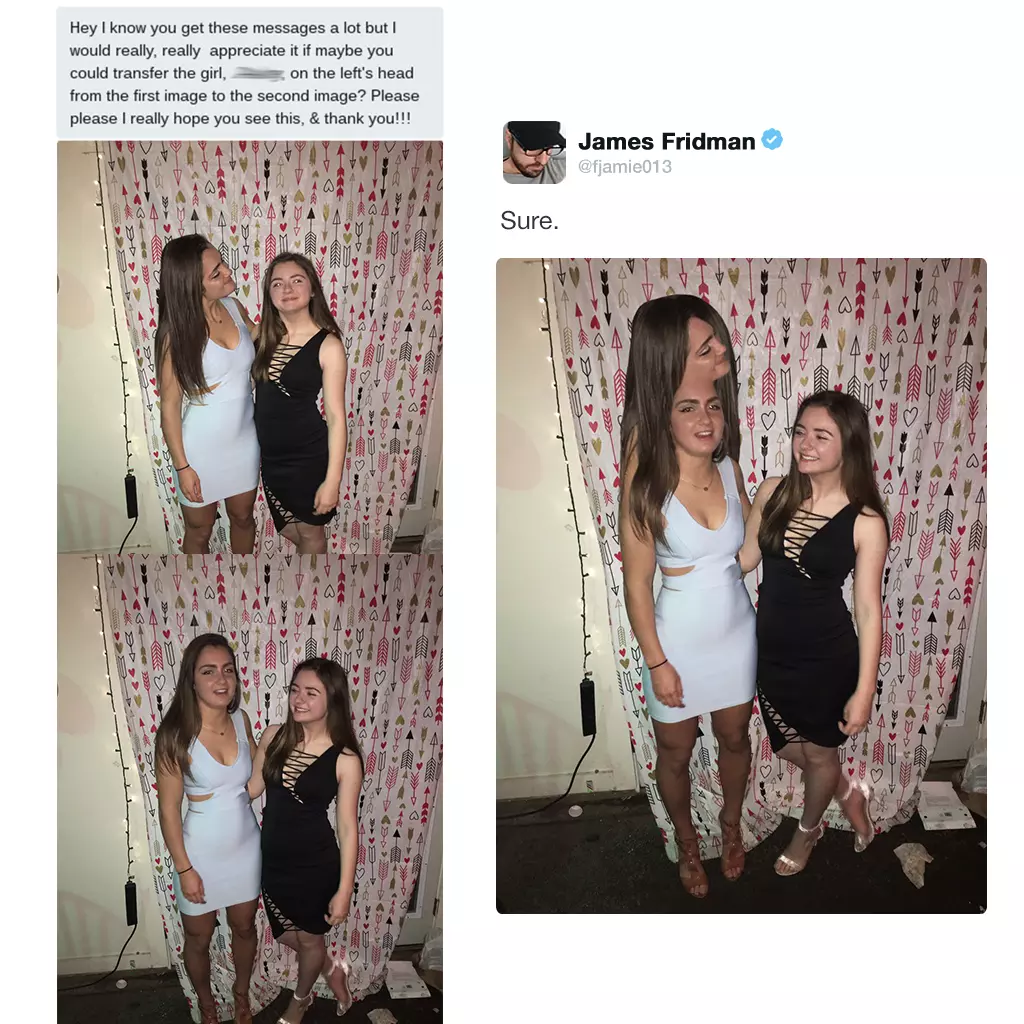 Hey I know you get these messages a lot but I
would really, really appreciate it if maybe you
could transfer the girl, on the left's head
from the first image to the second image? Please
please I really hope you see this, & thank you!!!
James Fridman
@fjamie013
Sure.